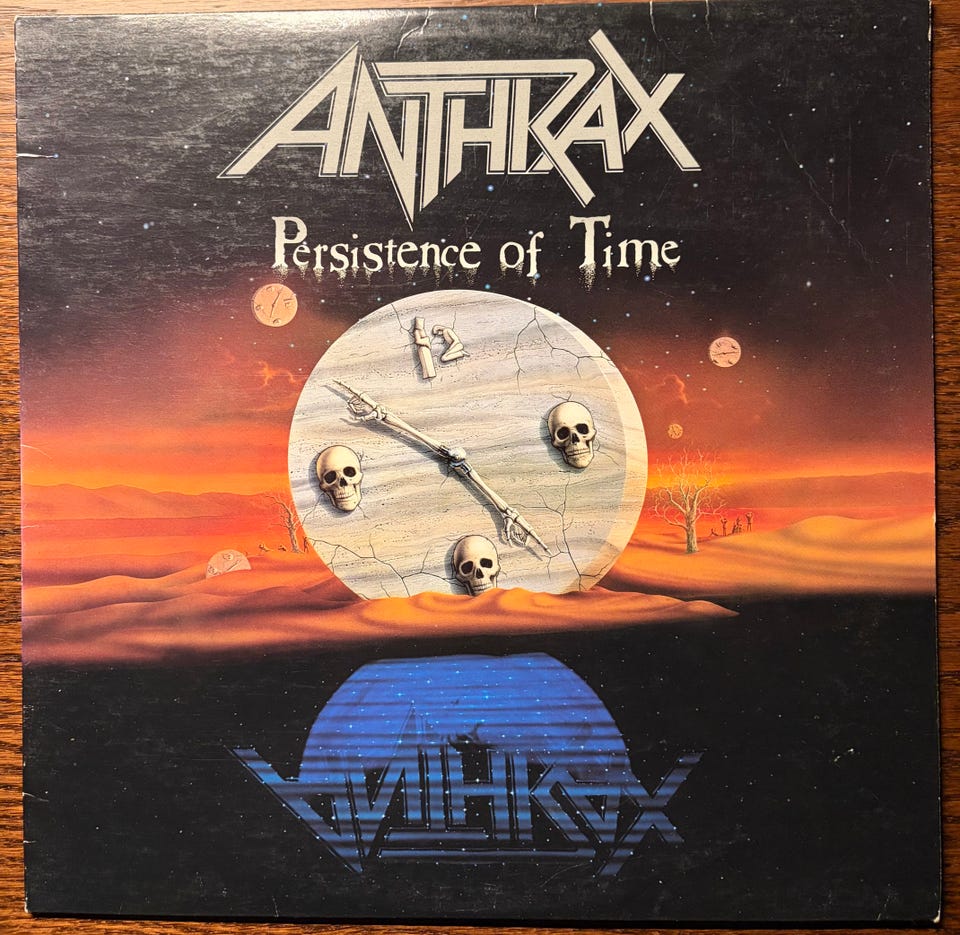 ANTHRAX
Persistence of Time
12
ANTHRAX